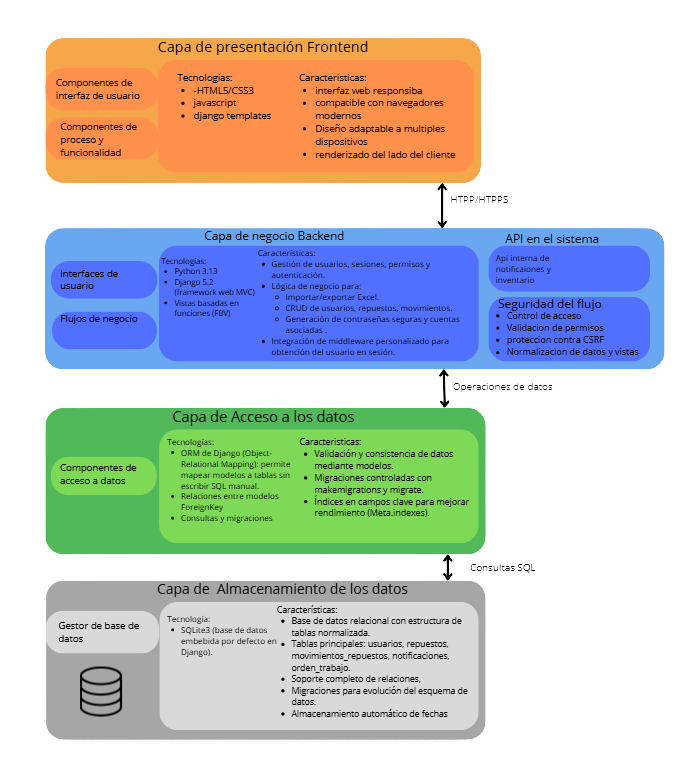 Capa de presentación Frontend
Componentes de
interfaz de usuario
Componentes de
proceso y
funcionalidad
Tecnologias:
• -HTML5/CSS3
• javascript
• django templates
Caracteristicas:
• interfaz web responsiba
• compatible con navegadores
modernos
• Diseño adaptable a multiples
dispositivos
• renderizado del lado del cliente
HTPP/HTPPS
Capa de negocio Backend
Interfaces de
usuario
Flujos de negocio
Tecnologías:
• Python 3.13
• Django 5.2
(framework web MVC)
• Vistas basadas en
funciones (FBV)
Características:
• Gestión de usuarios, sesiones, permisos y
autenticación.
• Lógica de negocio para:
◦ Importar/exportar Excel.
◦ CRUD de usuarios, repuestos, movimientos.
◦ Generación de contraseñas seguras y cuentas
asociadas .
• Integración de middleware personalizado para
obtención del usuario en sesión.
API en el sistema
Api interna de
notificaiones y
inventario
Seguridad del flujo
• Control de acceso
• Validacion de permisos
• proteccion contra CSRF
• Normalizacion de datos y vistas
Operaciones de datos
Capa de Acceso a los datos
Componentes de
acceso a datos
Tecnologías:
• ORM de Django (Object-
Relational Mapping): permite
mapear modelos a tablas sin
escribir SQL manual.
• Relaciones entre modelos
ForeignKey
• Consultas y migraciones
Caracteristicas:
• Validación y consistencia de datos
mediante modelos.
• Migraciones controladas con
makemigrations y migrate.
• Índices en campos clave para mejorar
rendimiento (Meta.indexes).
Consultas SQL
Capa de Almacenamiento de los datos
Gestor de base de
datos
Tecnología:
• SQLite3 (base de datos
embebida por defecto en
Django).
Características:
• Base de datos relacional con estructura de
tablas normalizada.
• Tablas principales: usuarios, repuestos,
movimientos_repuestos, notificaciones,
orden_trabajo.
• Soporte completo de relaciones,
• Migraciones para evolución del esquema de
datos.
• Almacenamiento automático de fechas